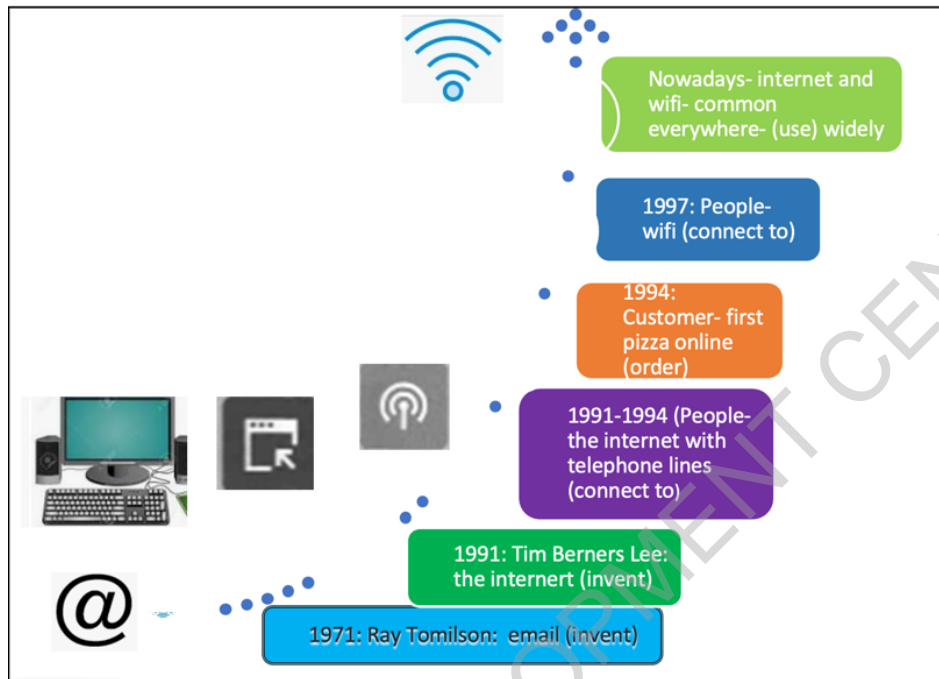 Nowadays- internet and
wifi- common
everywhere- (use) widely
1997: People-
wifi (connect to)
1994:
Customer- first
pizza online
(order)
1991-1994 (People-
the internet with
telephone lines
(connect to)
1991: Tim Berners Lee:
the internert (invent)
@
1971: Ray Tomilson:  email (invent)
OPMENT CEN